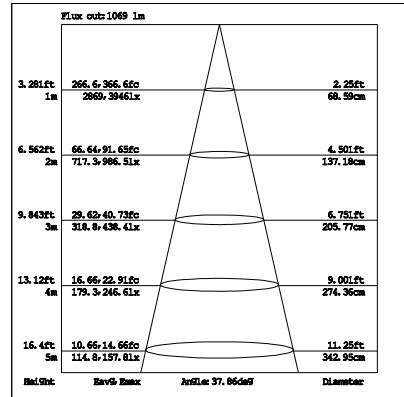 Flux out:1069 lm
3.281ft 266.6,366.6fc 2.25ft
1m 2869,3946lx 68.59cm
6.562ft 66.64,91.65fc 4.501ft
2m 717.3,986.5lx 137.18cm
9.843ft 29.62,40.73fc 6.751ft
3m 318.8,438.4lx 205.77cm
13.12ft 16.66,22.91fc 9.001ft
4m 179.3,246.6lx 274.36cm
16.4ft 10.66,14.66fc 11.25ft
5m 114.8,157.8lx 342.95cm
Height Eavg,Emax Angle:37.86deg Diameter